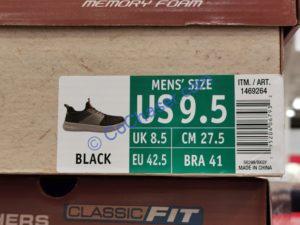 MEMORY FOAM
MENS' SIZE
US 9.5
UK 8.5
CM 27.5
EU 42.5
BRA 41
BLACK
ITM. / ART.
1469264
MADE IN CHINA
CLASSIC FIT